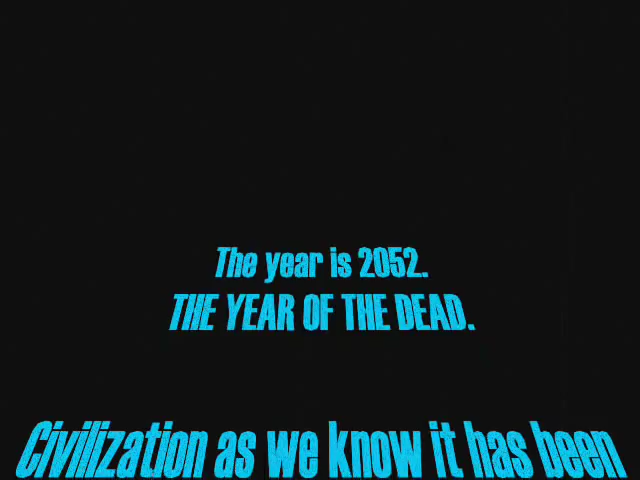 The year is 2052.
THE YEAR OF THE DEAD.
Civilization as we know it has been